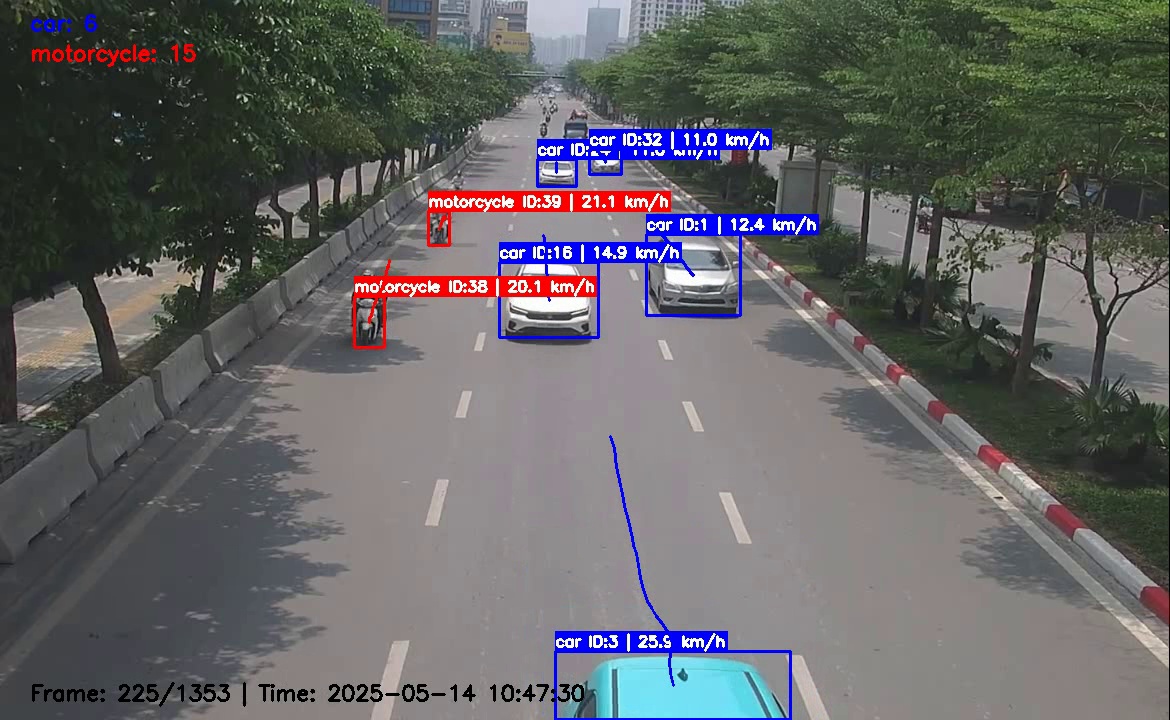 car: 6
motorcycle: 15
car ID:32 | 11.0 km/h
car km/h
motorcycle ID:39 | 21.1 km/h
car ID:1 | 12.4 km/h
car ID:16 | 14.9 km/h
motorcycle ID:38 | 20.1 km/h
car ID:3 | 25.9 km/h
Frame: 225/1353 | Time: 2025-05-14 10:47:30